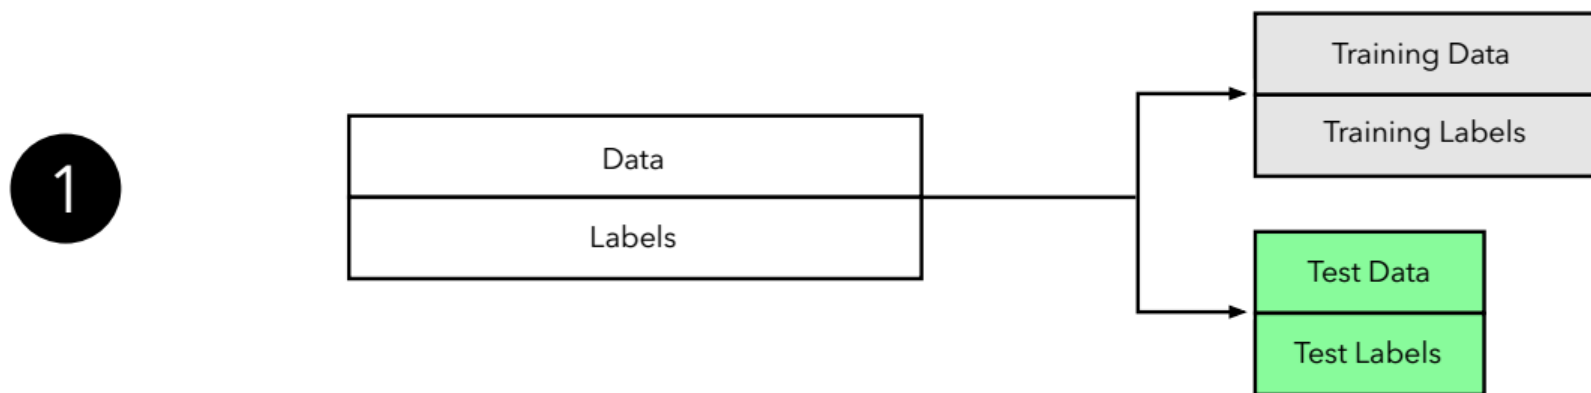 1
Data
Labels
Training Data
Training Labels
Test Data
Test Labels